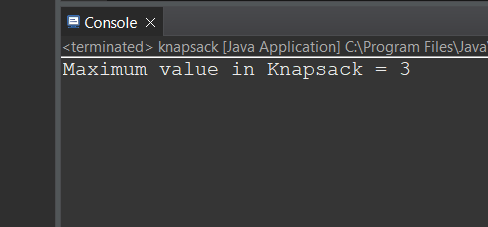 Console
<terminated> knapsack [Java Application] C:\Program Files\Java\
Maximum value in Knapsack = 3